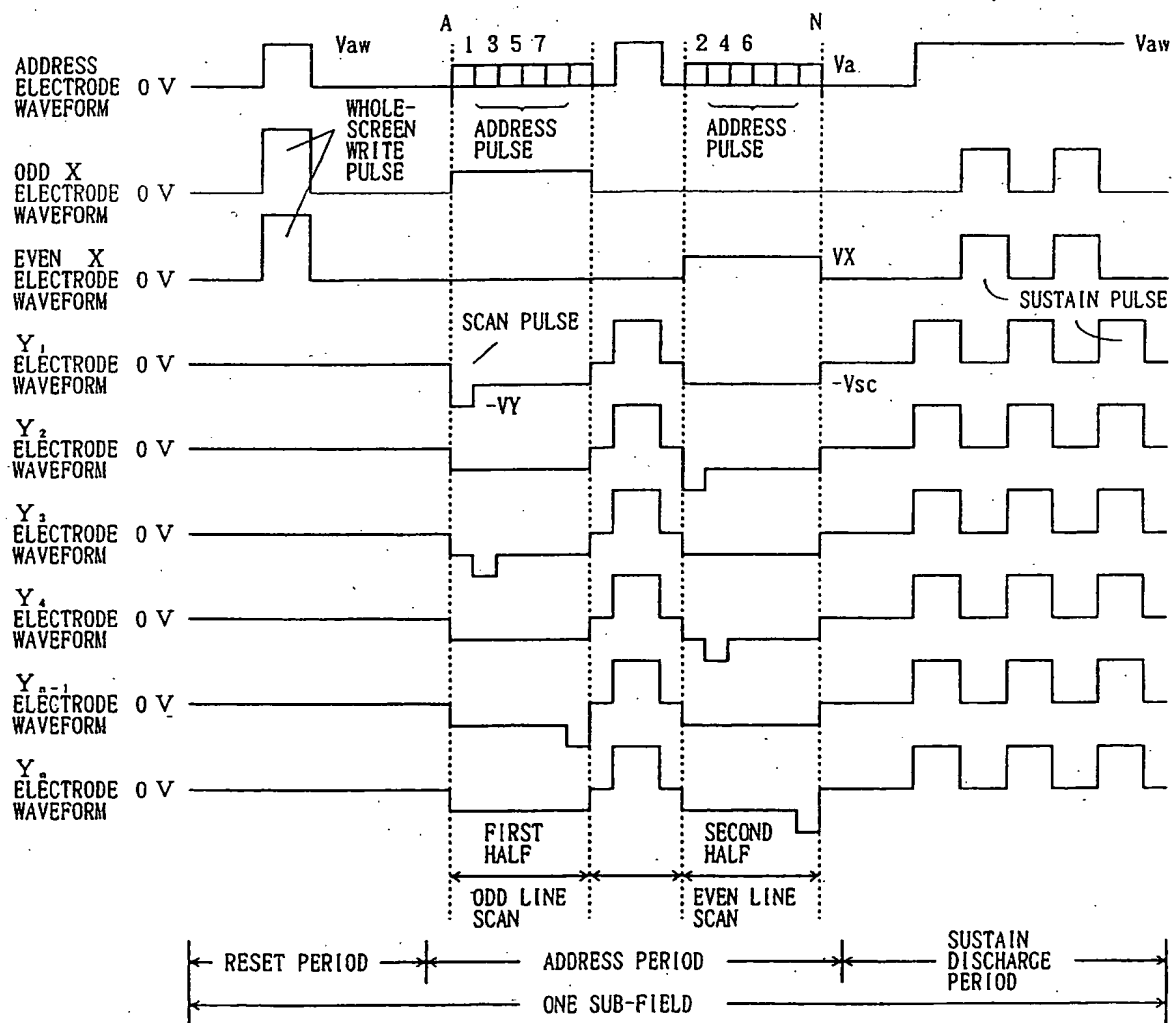 A N
Vaw 1 3 5 7 2 4 6 Va Vaw
ADDRESS
ELECTRODE 0 V
WAVEFORM
WHOLE-
SCREEN
WRITE
PULSE
ADDRESS
PULSE
ADDRESS
PULSE
ODD X
ELECTRODE 0 V
WAVEFORM
EVEN X
ELECTRODE 0 V
WAVEFORM
VX
SUSTAIN PULSE
SCAN PULSE
Y₁
ELECTRODE 0 V
WAVEFORM
-VY
-Vsc
Y₂
ELECTRODE 0 V
WAVEFORM
Y₃
ELECTRODE 0 V
WAVEFORM
Y₄
ELECTRODE 0 V
WAVEFORM
Yₙ₋₁
ELECTRODE 0 V
WAVEFORM
Yₙ
ELECTRODE 0 V
WAVEFORM
FIRST
HALF
SECOND
HALF
ODD LINE
SCAN
EVEN LINE
SCAN
RESET PERIOD
ADDRESS PERIOD
SUSTAIN
DISCHARGE
PERIOD
ONE SUB-FIELD